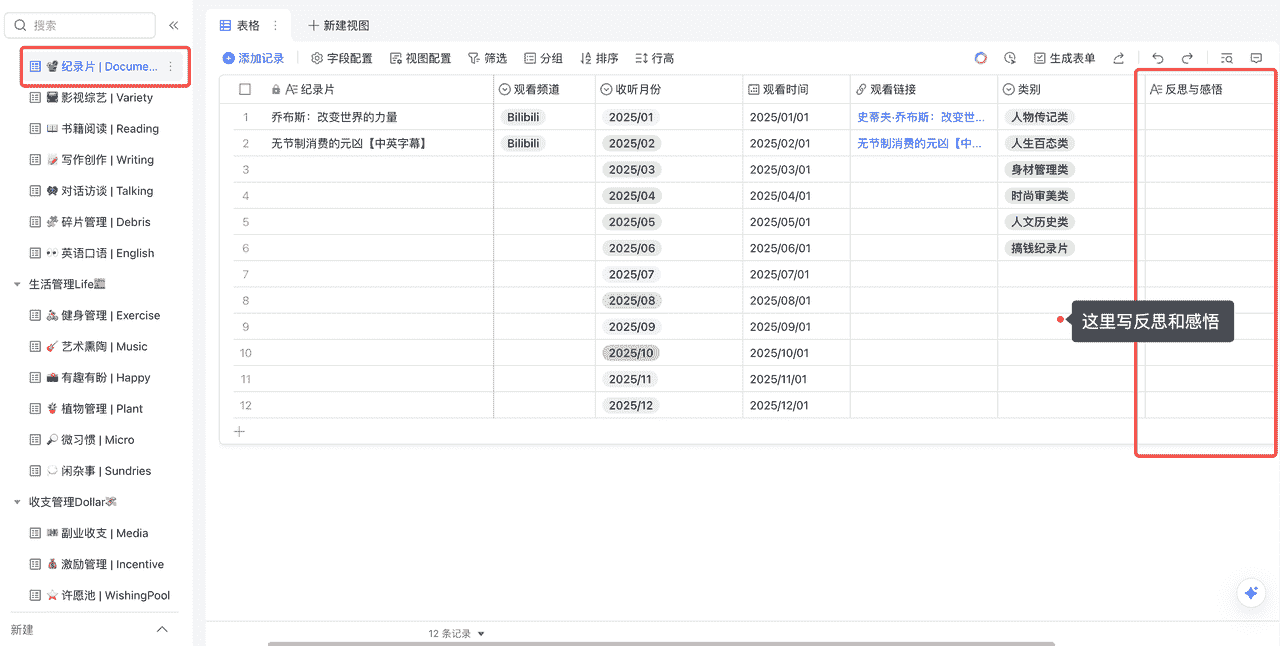 搜索
纪录片 | Docume...
影视综艺 | Variety
书籍阅读 | Reading
写作创作 | Writing
对话访谈 | Talking
碎片管理 | Debris
英语口语 | English
生活管理Life
健身管理 | Exercise
艺术熏陶 | Music
有趣有盼 | Happy
植物管理 | Plant
微习惯 | Micro
闲杂事 | Sundries
收支管理Dollar
副业收支 | Media
激励管理 | Incentive
许愿池 | WishingPool
新建
表格 新建视图
添加记录 字段配置 视图配置 筛选 分组 排序 行高 生成表单
纪录片 观看频道 收听月份 观看时间 观看链接 类别 反思与感悟
1 乔布斯：改变世界的力量 Bilibili 2025/01 2025/01/01 史蒂夫·乔布斯：改变世... 人物传记类
2 无节制消费的元凶【中英字幕】 Bilibili 2025/02 2025/02/01 无节制消费的元凶【中... 人生百态类
3 2025/03 2025/03/01 身材管理类
4 2025/04 2025/04/01 时尚审美类
5 2025/05 2025/05/01 人文历史类
6 2025/06 2025/06/01 搞钱纪录片
7 2025/07 2025/07/01
8 2025/08 2025/08/01
9 2025/09 2025/09/01
这里写反思和感悟
10 2025/10 2025/10/01
11 2025/11 2025/11/01
12 2025/12 2025/12/01
12 条记录